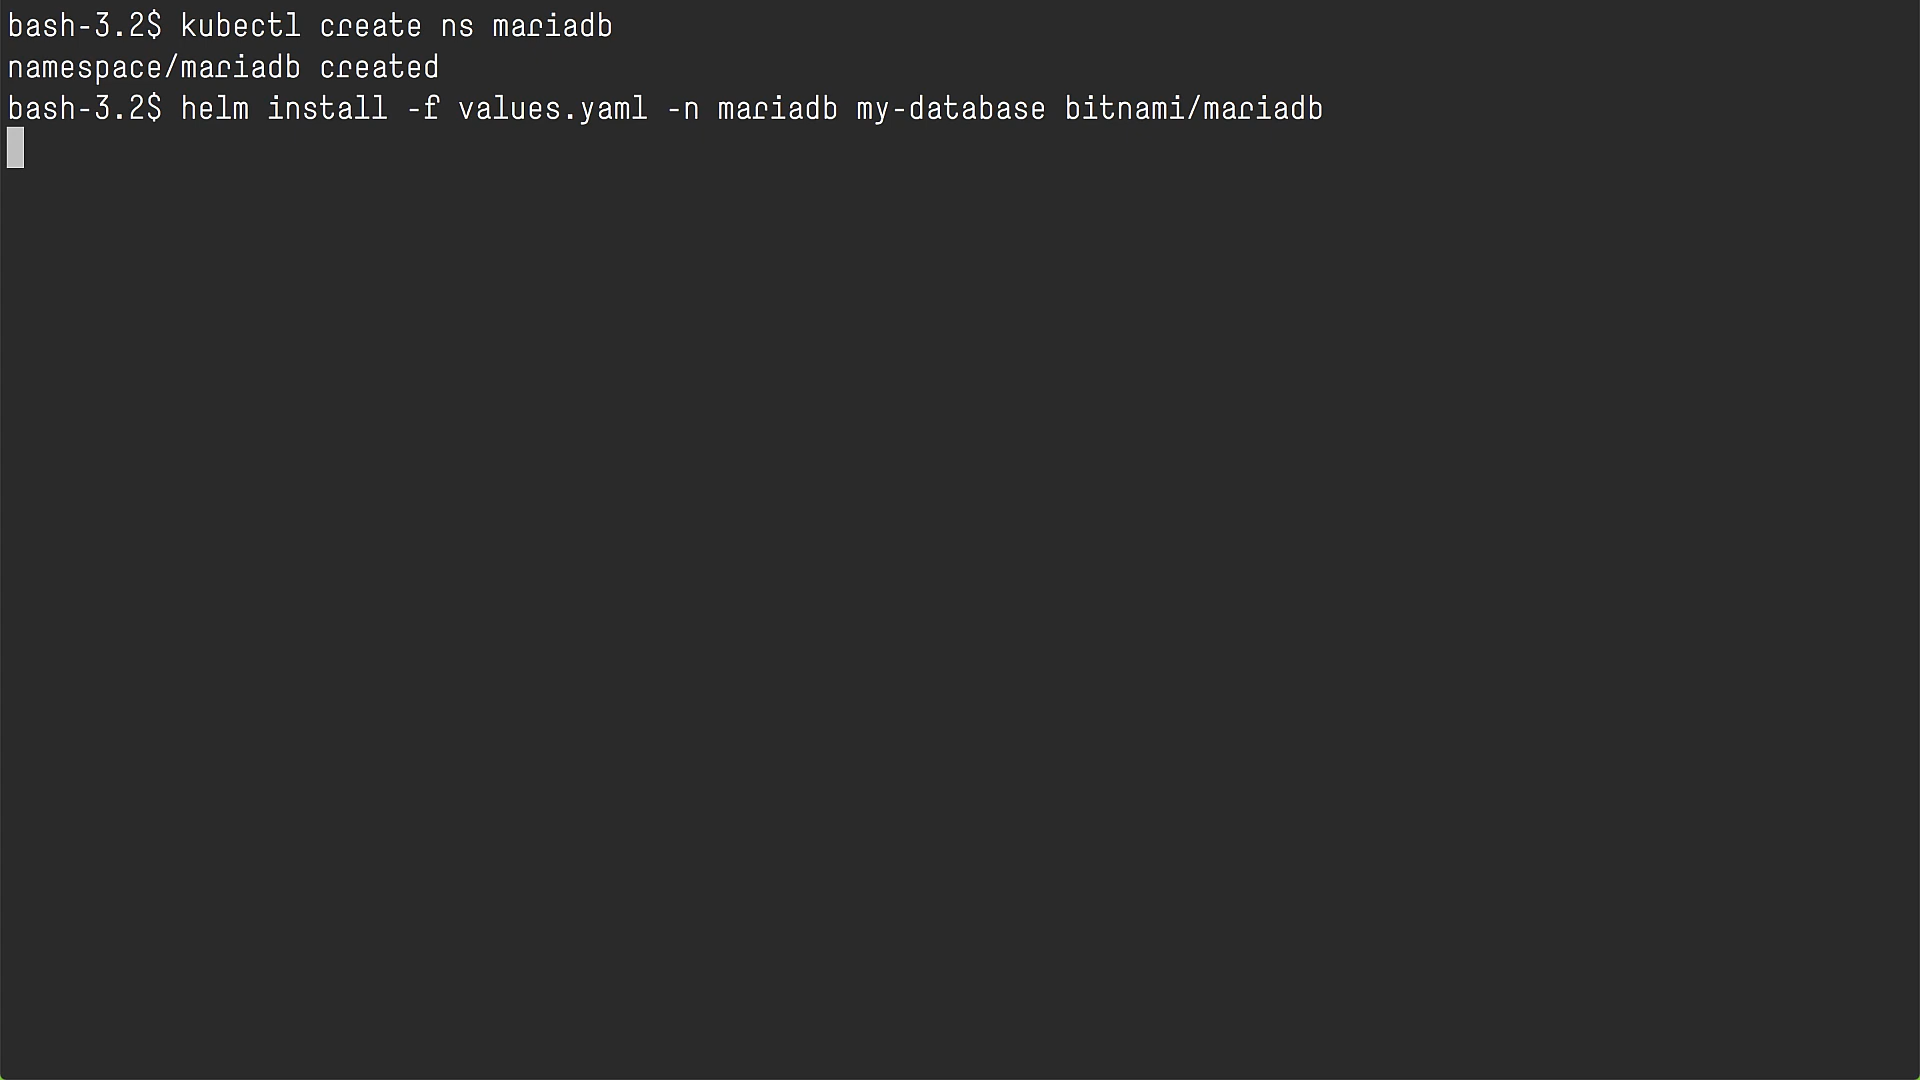 bash-3.2$ kubectl create ns mariadb
namespace/mariadb created
bash-3.2$ helm install -f values.yaml -n mariadb my-database bitnami/mariadb